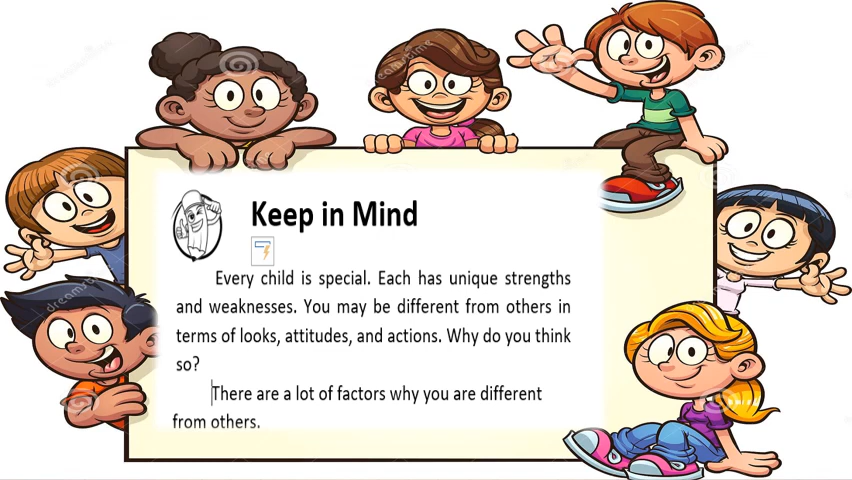 Keep in Mind
Every child is special. Each has unique strengths
and weaknesses. You may be different from others in
terms of looks, attitudes, and actions. Why do you think
so?
There are a lot of factors why you are different
from others.